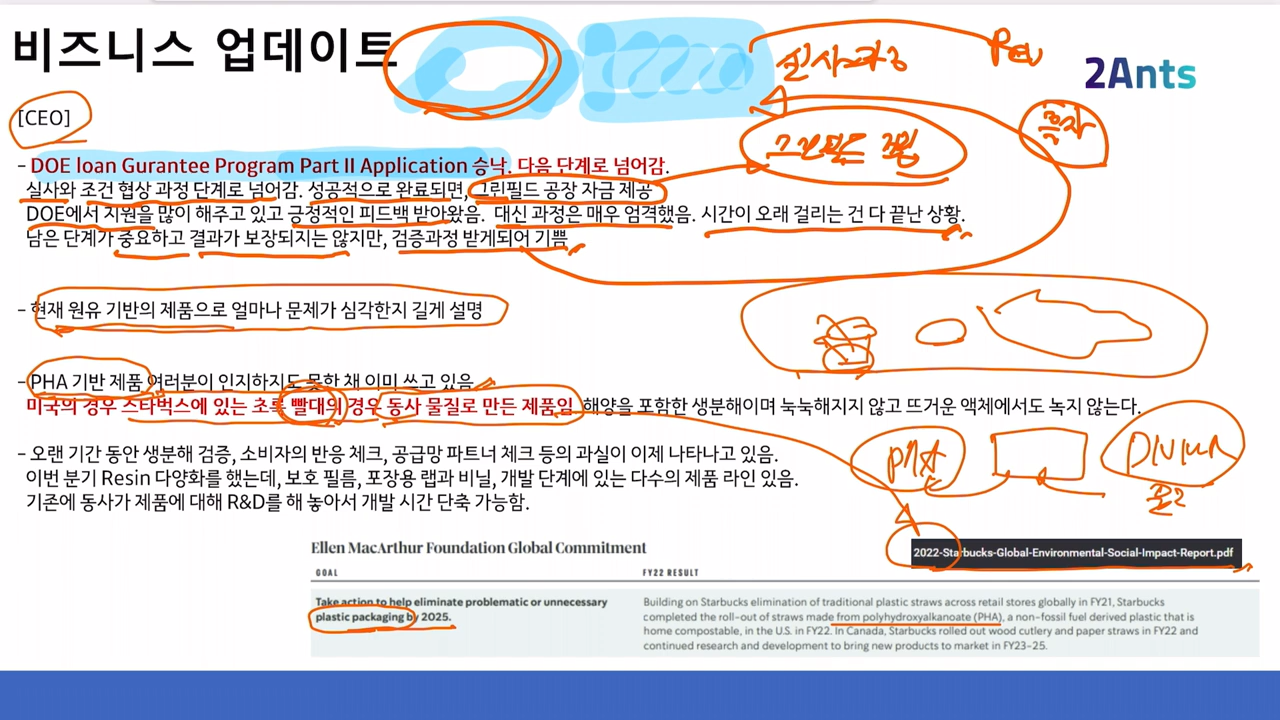 비즈니스 업데이트
실사과정
2Ants
[CEO]
그린필드
– DOE loan Gurantee Program Part II Application 승낙. 다음 단계로 넘어감.
실사와 조건 협상 과정 단계로 넘어감. 성공적으로 완료되면, 그린필드 공장 자금 제공
DOE에서 지원을 많이 해주고 있고 긍정적인 피드백 받아왔음. 대신 과정은 매우 엄격했음. 시간이 오래 걸리는 건 다 끝난 상황.
남은 단계가 중요하고 결과가 보장되지는 않지만, 검증과정 받게되어 기쁨
– 현재 원유 기반의 제품으로 얼마나 문제가 심각한지 길게 설명
– PHA 기반 제품 여러분이 인지하지도 못한 채 이미 쓰고 있음
미국의 경우 스타벅스에 있는 초록 빨대의 경우 동사 물질로 만든 제품임. 해양을 포함한 생분해이며 눅눅해지지 않고 뜨거운 액체에서도 녹지 않는다.
PHA
– 오랜 기간 동안 생분해 검증, 소비자의 반응 체크, 공급망 파트너 체크 등의 과실이 이제 나타나고 있음.
이번 분기 Resin 다양화를 했는데, 보호 필름, 포장용 랩과 비닐, 개발 단계에 있는 다수의 제품 라인 있음.
기존에 동사가 제품에 대해 R&D를 해 놓아서 개발 시간 단축 가능함.
Ellen MacArthur Foundation Global Commitment
2022-Starbucks-Global-Environmental-Social-Impact-Report.pdf
GOAL
FY22 RESULT
Take action to help eliminate problematic or unnecessary
plastic packaging by 2025.
Building on Starbucks elimination of traditional plastic straws across retail stores globally in FY21, Starbucks
completed the roll-out of straws made from polyhydroxyalkanoate (PHA), a non-fossil fuel derived plastic that is
home compostable, in the U.S. in FY22. In Canada, Starbucks rolled out wood cutlery and paper straws in FY22 and
continued research and development to bring new products to market in FY23–25.